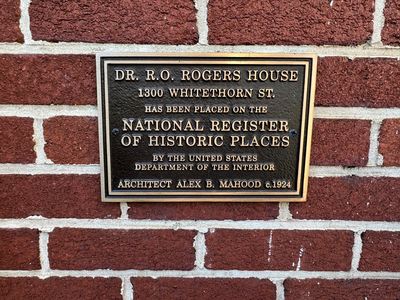 DR. R.O. ROGERS HOUSE
1300 WHITETHORN ST.
HAS BEEN PLACED ON THE
NATIONAL REGISTER
OF HISTORIC PLACES
BY THE UNITED STATES
DEPARTMENT OF THE INTERIOR
ARCHITECT ALEX B. MAHOOD c.1924